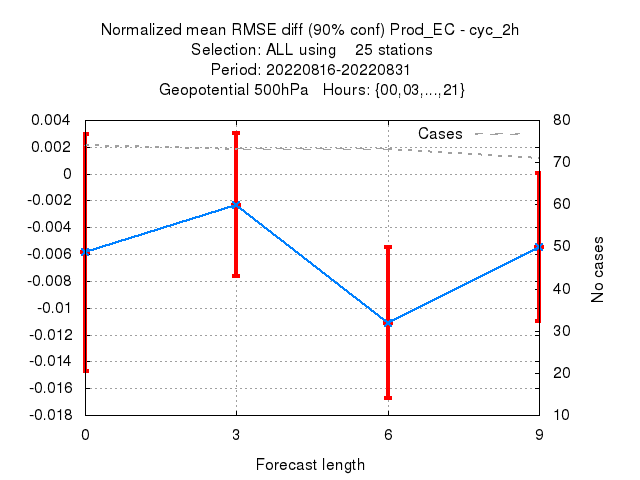 Normalized mean RMSE diff (90% conf) Prod_EC - cyc_2h
Selection: ALL using    25 stations
Period: 20220816-20220831
Geopotential 500hPa   Hours: {00,03,...,21}
Cases
0.004
0.002
0
-0.002
-0.004
-0.006
-0.008
-0.01
-0.012
-0.014
-0.016
-0.018
80
70
60
50
40
30
20
10
No cases
0 3 6 9
Forecast length